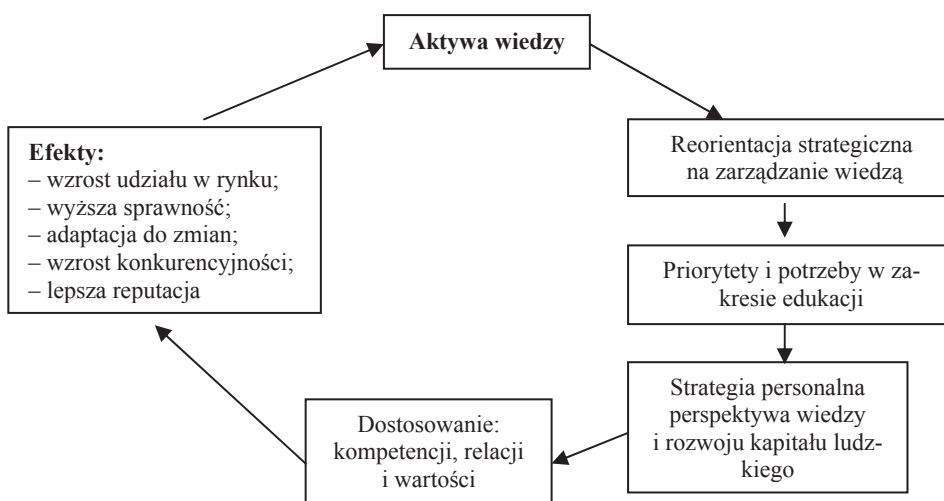 Aktywa wiedzy
Reorientacja strategiczna
na zarządzanie wiedzą
Priorytety i potrzeby w za-
kresie edukacji
Strategia personalna
perspektywa wiedzy
i rozwoju kapitału ludz-
kiego
Dostosowanie:
kompetencji, relacji
i wartości
Efekty:
– wzrost udziału w rynku;
– wyższa sprawność;
– adaptacja do zmian;
– wzrost konkurencyjności;
– lepsza reputacja